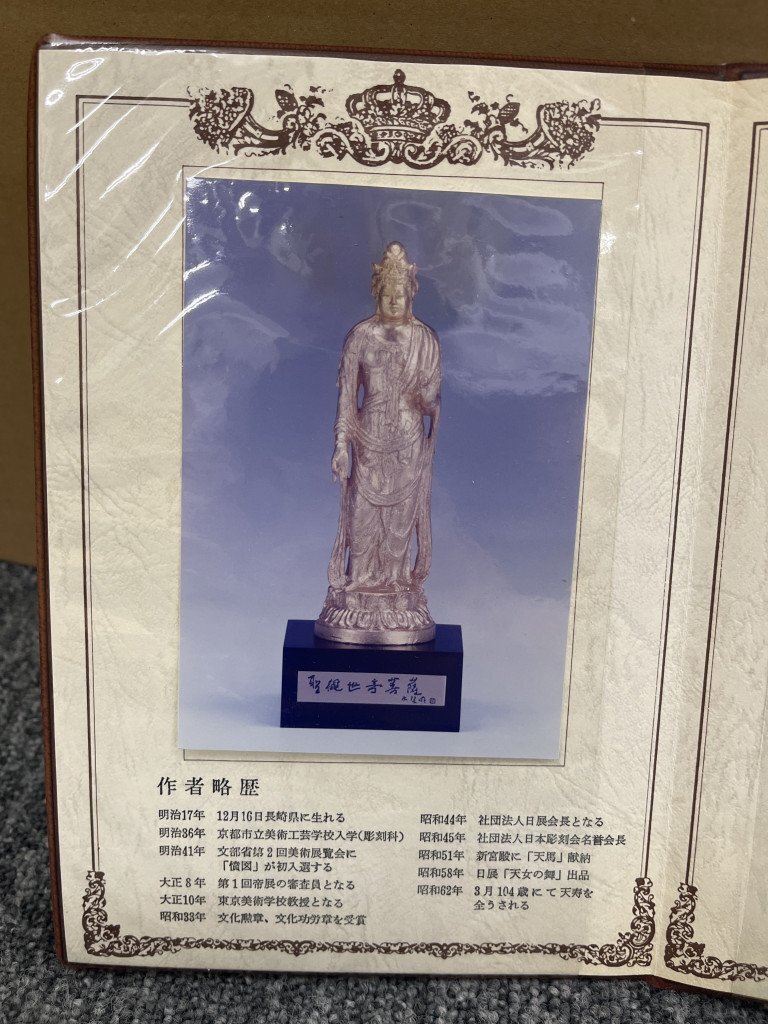 聖観世音菩薩
作者略歴
明治17年 12月16日長崎県に生れる
明治36年 京都市立美術工芸学校入学(彫刻科)
明治41年 文部省第2回美術展覧会に
「憤図」が初入選する
大正8年 第1回帝展の審査員となる
大正10年 東京美術学校教授となる
昭和33年 文化勲章、文化功労章を受賞
昭和44年 社団法人日展会長となる
昭和45年 社団法人日本彫刻会名誉会長
昭和51年 新宮殿に「天馬」献納
昭和58年 日展「天女の舞」出品
昭和62年 3月104歳にて天寿を
全うされる